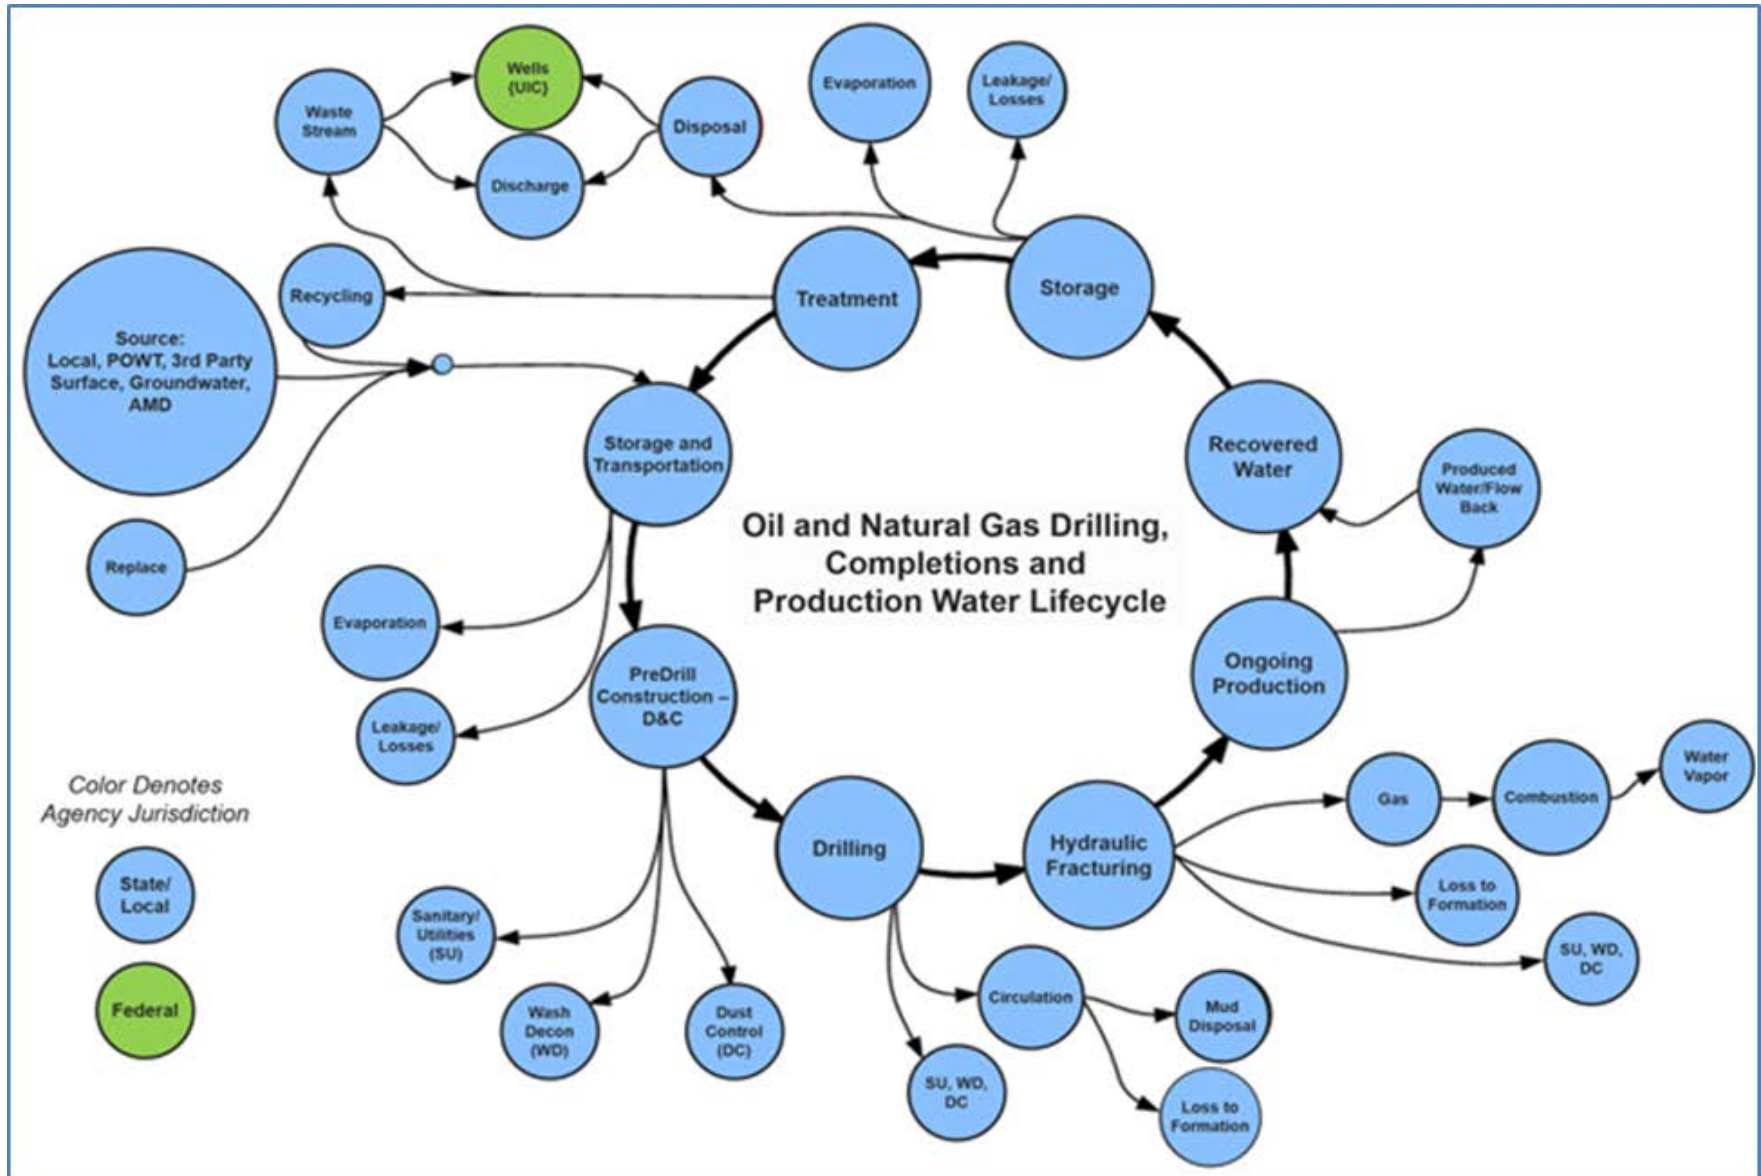 Wells
{UIC}
Evaporation
Leakage/
Losses
Waste
Stream
Disposal
Discharge
Recycling
Treatment
Storage
Source:
Local, POWT, 3rd Party
Surface, Groundwater,
AMD
Storage and
Transportation
Recovered
Water
Produced
Water/Flow
Back
Oil and Natural Gas Drilling,
Completions and
Production Water Lifecycle
Replace
Evaporation
Leakage/
Losses
PreDrill
Construction –
D&C
Ongoing
Production
Color Denotes
Agency Jurisdiction
State/
Local
Federal
Drilling
Hydraulic
Fracturing
Gas
Combustion
Water
Vapor
Loss to
Formation
SU, WD,
DC
Sanitary/
Utilities
(SU)
Wash
Decon
(WD)
Dust
Control
(DC)
Circulation
Mud
Disposal
SU, WD,
DC
Loss to
Formation